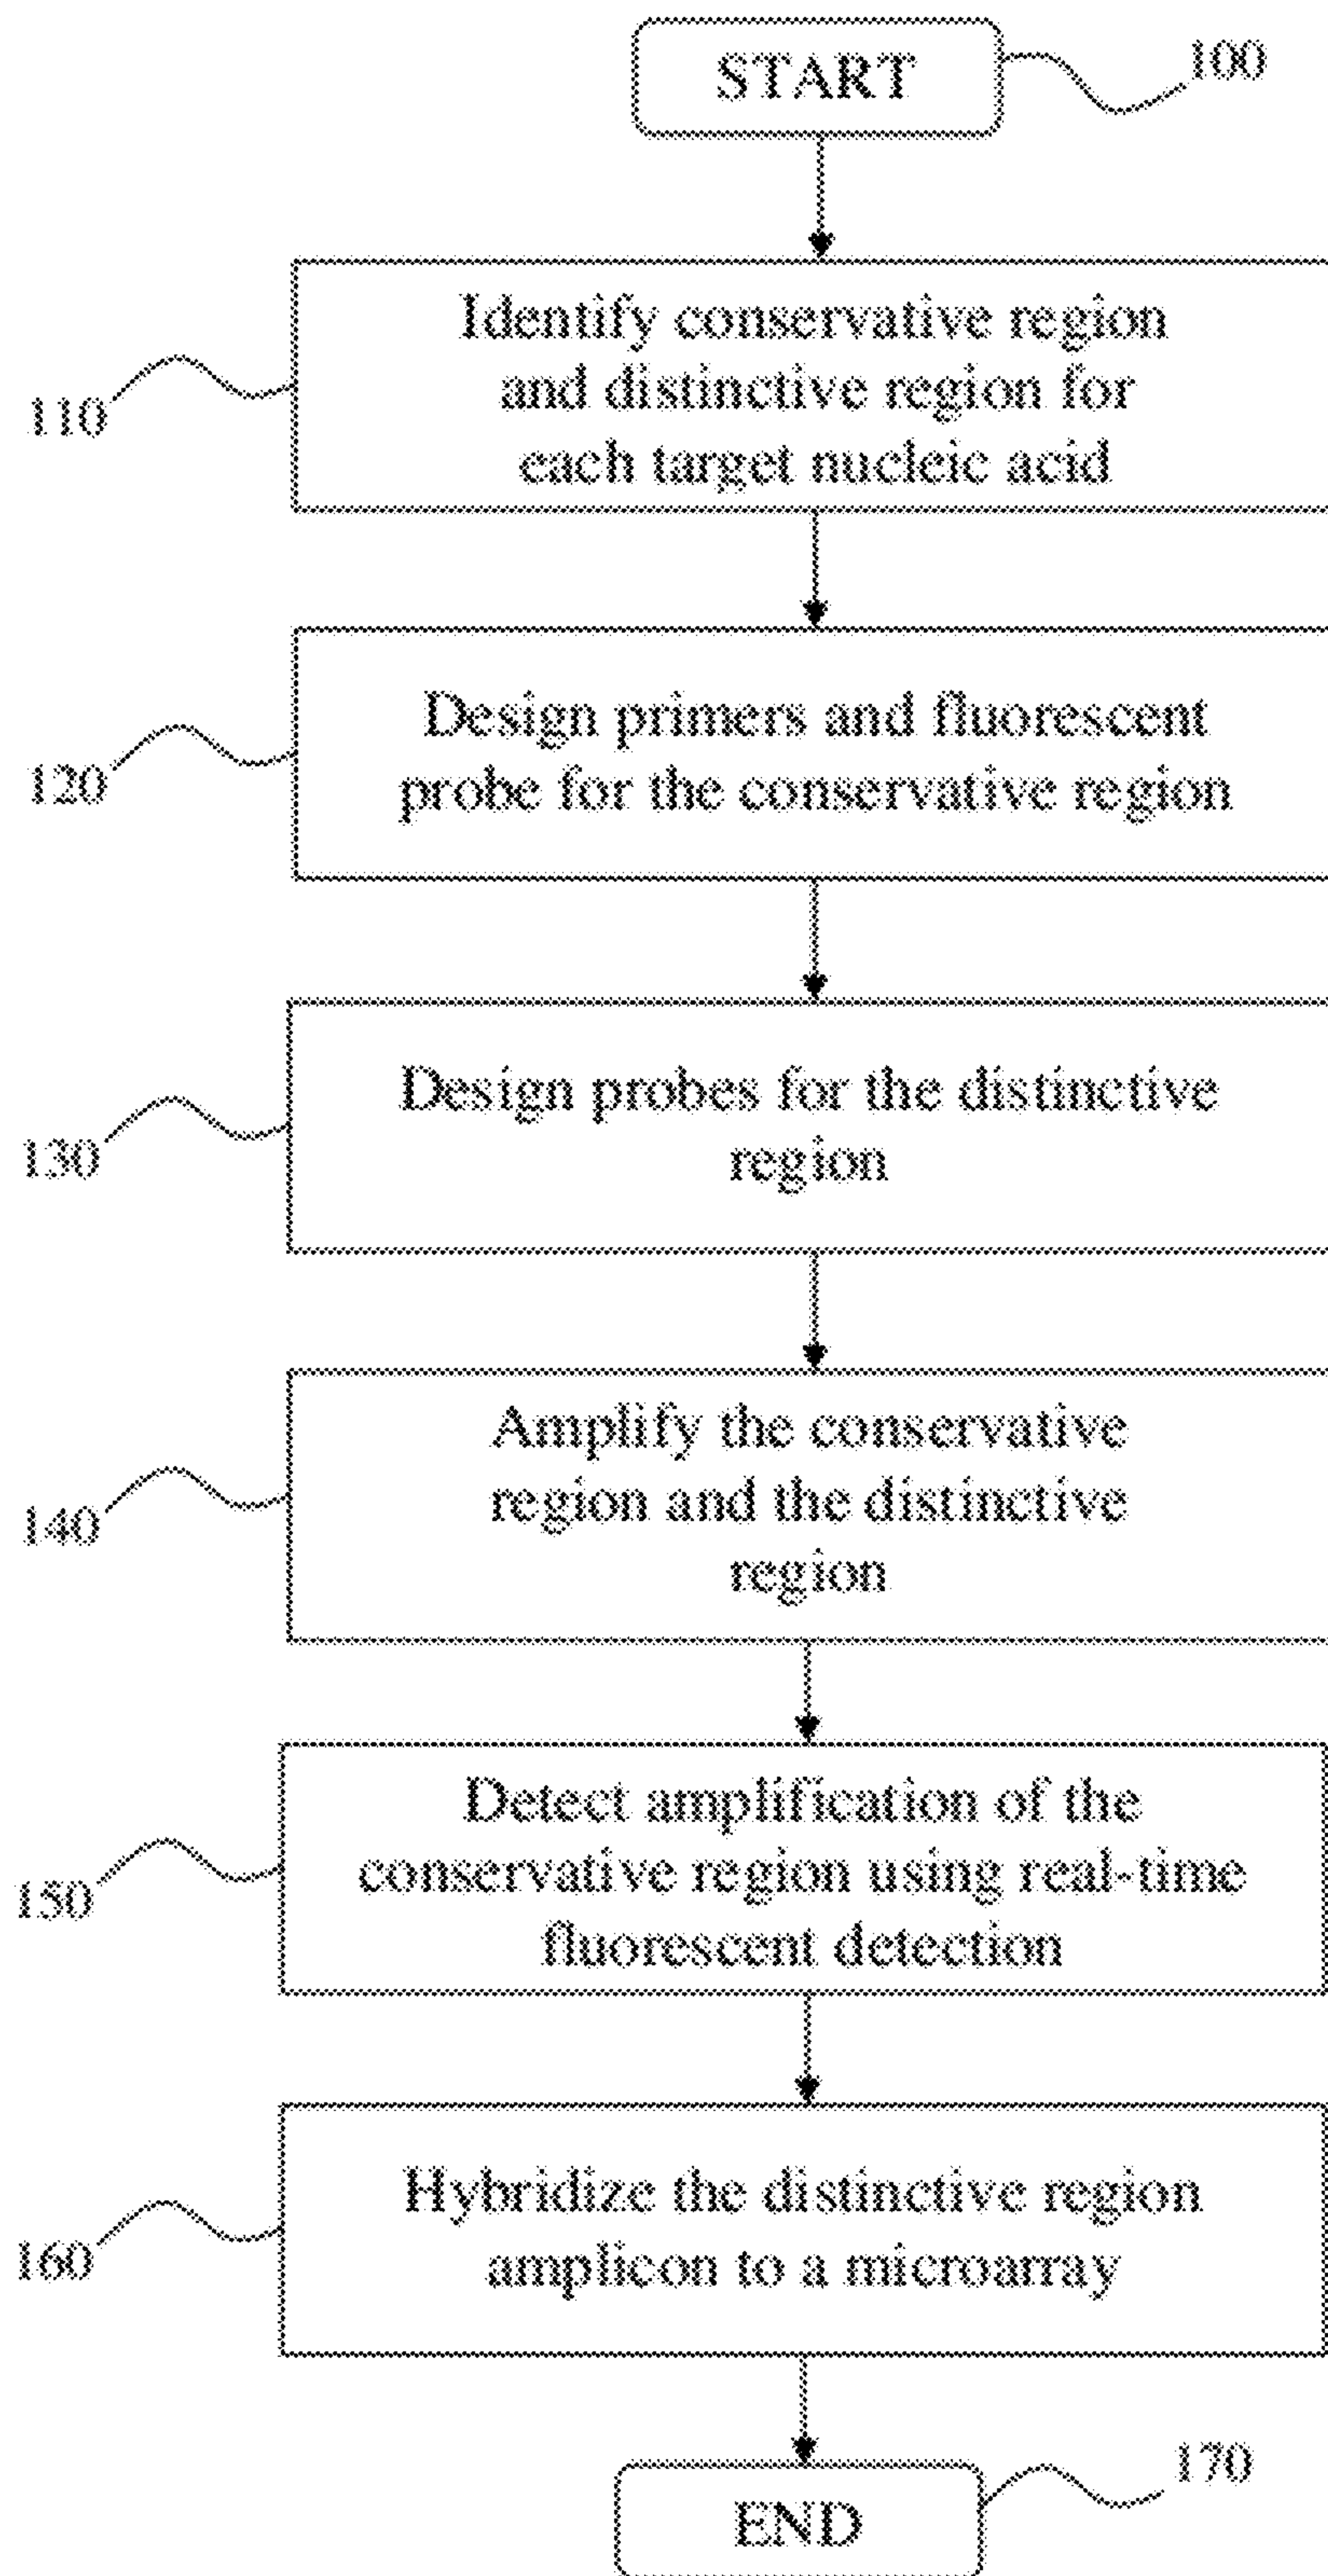 START
100
Identify conservative region
and distinctive region for
each target nucleic acid
110
Design primers and fluorescent
probe for the conservative region
120
Design probes for the distinctive
region
130
Amplify the conservative
region and the distinctive
region
140
Detect amplification of the
conservative region using real-time
fluorescent detection
150
Hybridize the distinctive region
amplicon to a microarray
160
END
170